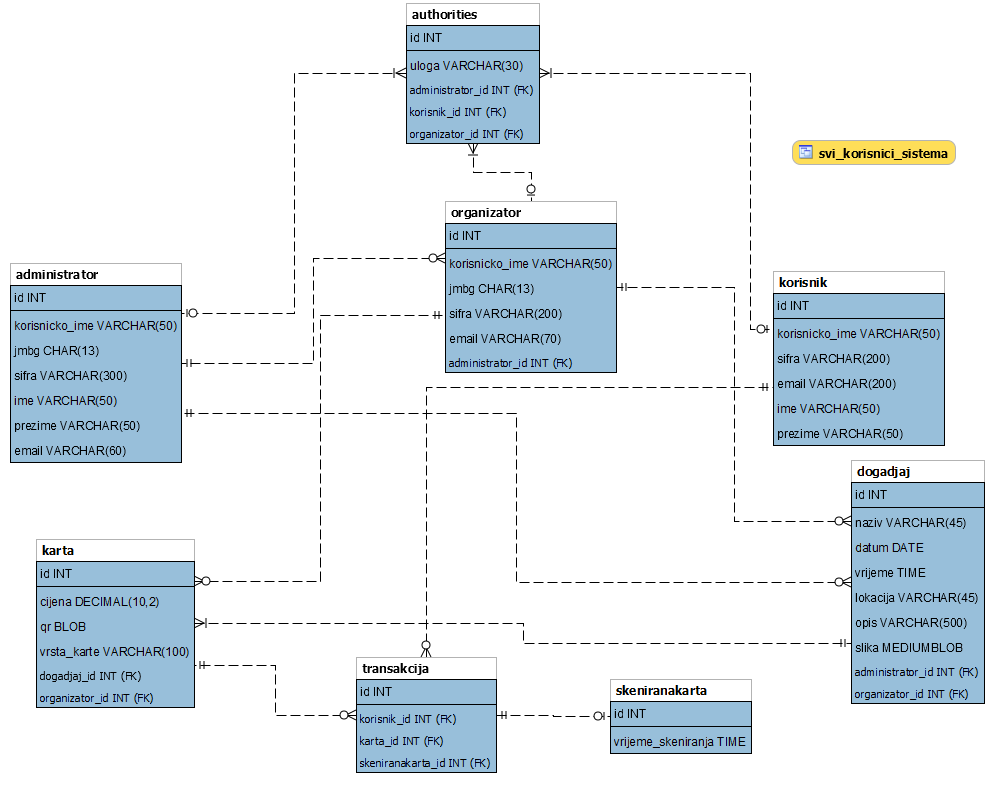 authorities
id INT
uloga VARCHAR(30)
administrator_id INT (FK)
korisnik_id INT (FK)
organizator_id INT (FK)
svi_korisnici_sistema
organizator
id INT
korisnicko_ime VARCHAR(50)
jmbg CHAR(13)
sifra VARCHAR(200)
email VARCHAR(70)
administrator_id INT (FK)
administrator
id INT
korisnicko_ime VARCHAR(50)
jmbg CHAR(13)
sifra VARCHAR(300)
ime VARCHAR(50)
prezime VARCHAR(50)
email VARCHAR(60)
korisnik
id INT
korisnicko_ime VARCHAR(50)
sifra VARCHAR(200)
email VARCHAR(200)
ime VARCHAR(50)
prezime VARCHAR(50)
dogadjaj
id INT
naziv VARCHAR(45)
datum DATE
vrijeme TIME
lokacija VARCHAR(45)
opis VARCHAR(500)
slika MEDIUMBLOB
administrator_id INT (FK)
organizator_id INT (FK)
karta
id INT
cijena DECIMAL(10,2)
qr BLOB
vrsta_karte VARCHAR(100)
dogadjaj_id INT (FK)
organizator_id INT (FK)
transakcija
id INT
korisnik_id INT (FK)
karta_id INT (FK)
skeniranakarta_id INT (FK)
skeniranakarta
id INT
vrijeme_skeniranja TIME